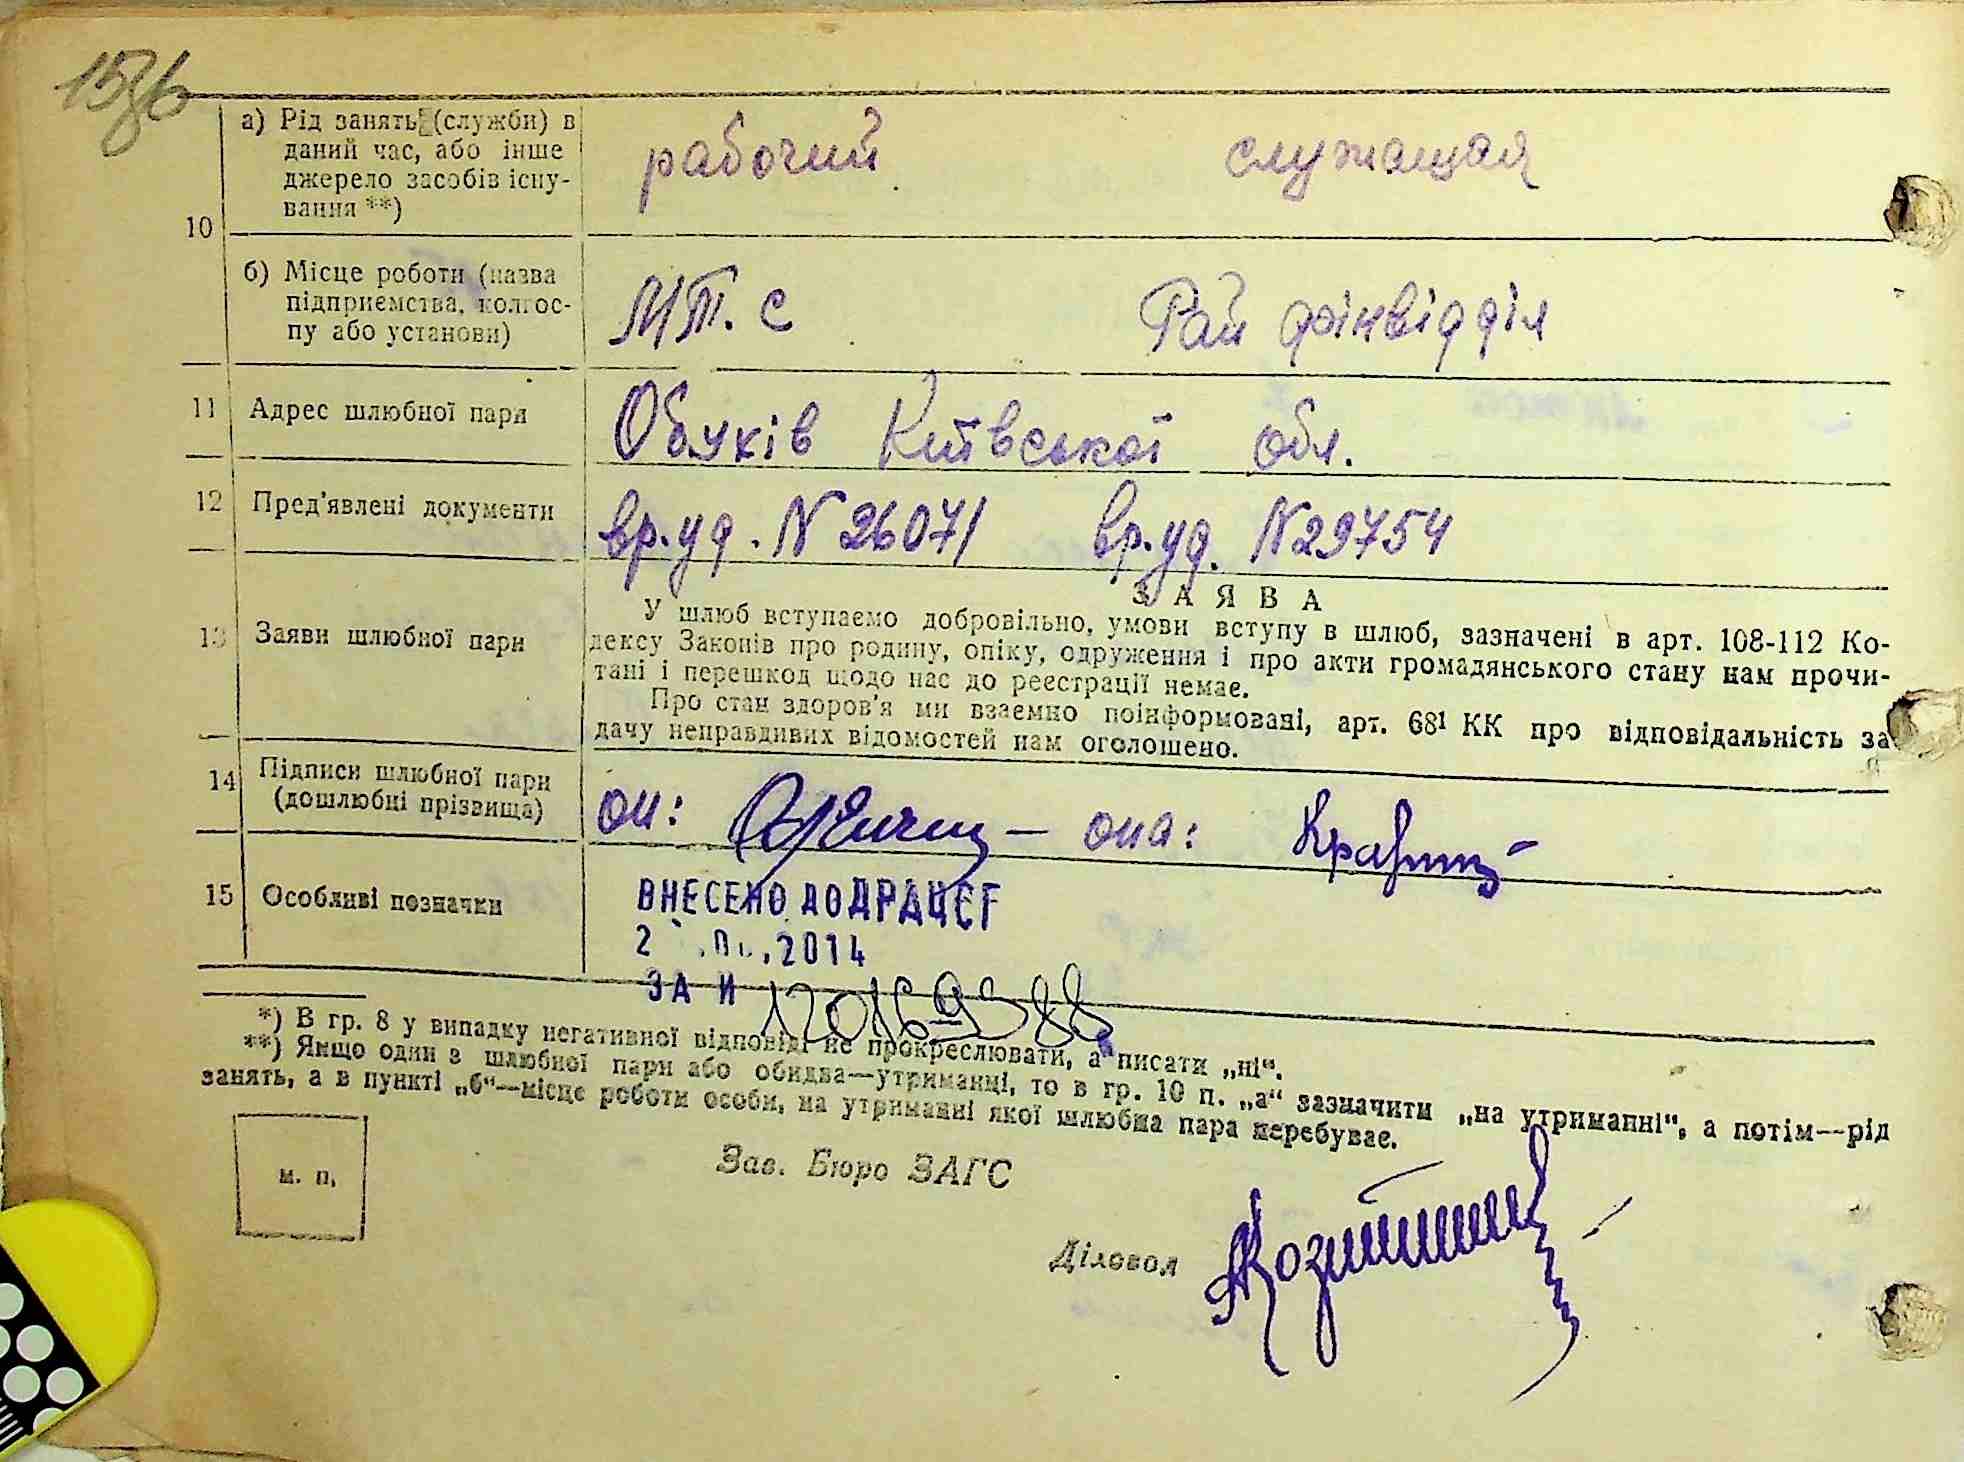 а) Рід занять (служби) в
даний час, або інше
джерело засобів існу-
вання **)
рабочий служащая
10
б) Місце роботи (назва
підприємства, колгос-
пу або установи)
МТ. С Рай фінвідділ
11 Адрес шлюбної пари
Обухів Київської обл.
12 Пред'явлені документи
вр.уд. N 26071 вр.уд. N29754
13 Заяви шлюбної пари
ЗАЯВА
У шлюб вступаємо добровільно, умови вступу в шлюб, зазначені в арт. 108-112 Ко-
дексу Законів про родину, опіку, одруження і про акти громадянського стану нам прочи-
тані і перешкод щодо нас до реєстрації немає.
Про стан здоров'я ми взаємно поінформовані, арт. 68¹ КК про відповідальність за
дачу неправдивих відомостей нам оголошено.
14 Підписи шлюбної пари
(дошлюбні прізвища)
он: она:
15 Особливі позначки
ВНЕСЕНО ДО ДРАЦСГ
2014
ЗА N
*) В гр. 8 у випадку негативної відповіді не прокреслювати, а писати „ні“.
**) Якщо один з шлюбної пари або обидва—утриманці, то в гр. 10 п. „а“ зазначити „на утриманні“, а потім—рід
занять, а в пункті „б“—місце роботи особи, на утриманні якої шлюбна пара перебуває.
м. п.
Зав. Бюро ЗАГС
Діловод